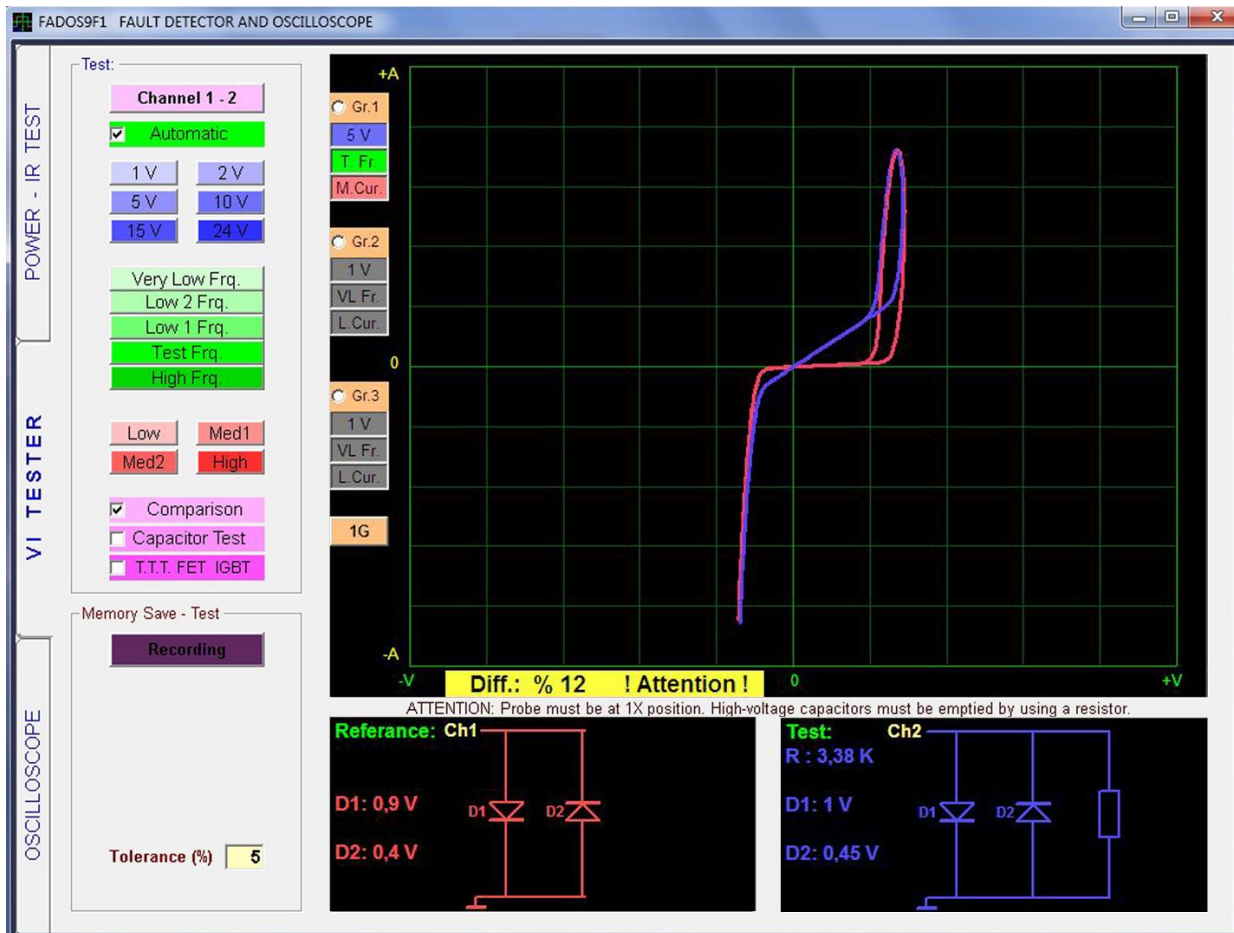 FADOS9F1 FAULT DETECTOR AND OSCILLOSCOPE
POWER - IR TEST
VI TESTER
OSCILLOSCOPE
Test:
Channel 1 - 2
Automatic
1 V 2 V
5 V 10 V
15 V 24 V
Very Low Frq.
Low 2 Frq.
Low 1 Frq.
Test Frq.
High Frq.
Low Med1
Med2 High
Comparison
Capacitor Test
T.T.T. FET IGBT
Memory Save - Test
Recording
Tolerance (%) 5
Gr.1
5 V
T. Fr
M.Cur.
Gr.2
1 V
VL Fr.
L.Cur.
Gr.3
1 V
VL Fr.
L.Cur.
1G
+A
0
-A
-V 0 +V
Diff.: % 12 ! Attention !
ATTENTION: Probe must be at 1X position. High-voltage capacitors must be emptied by using a resistor.
Referance: Ch1
D1: 0,9 V
D2: 0,4 V
D1 D2
Test: Ch2
R : 3,38 K
D1: 1 V
D2: 0,45 V
D1 D2